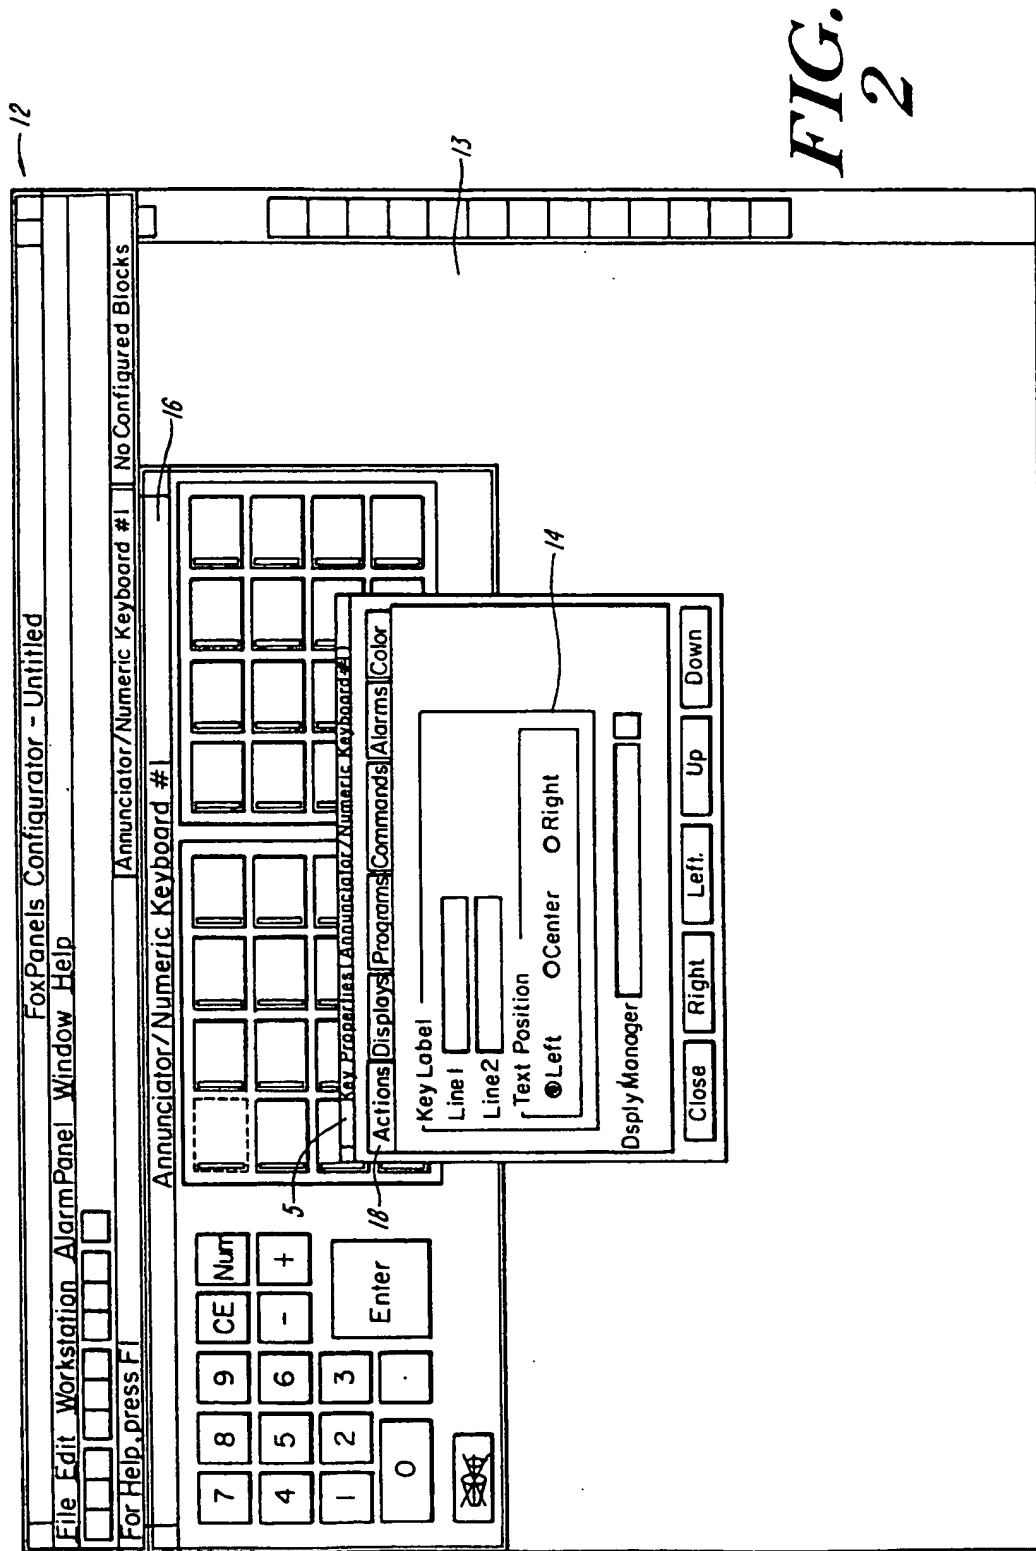 FIG. 2
12
FoxPanels Configurator - Untitled
File Edit Workstation AlarmPanel Window Help
For Help, press F1
Annunciator/Numeric Keyboard #1
No Configured Blocks
Annunciator/Numeric Keyboard #1
16
13
7 8 9 CE Num
4 5 6 - +
1 2 3 Enter
0 .
5
Key Properties (Annunciator/Numeric Keyboard #1)
18
Actions Displays Programs Commands Alarms Color
Key Label
Line1
Line2
14
Text Position
Left Center Right
Dsply Manager
Close Right Left. Up Down